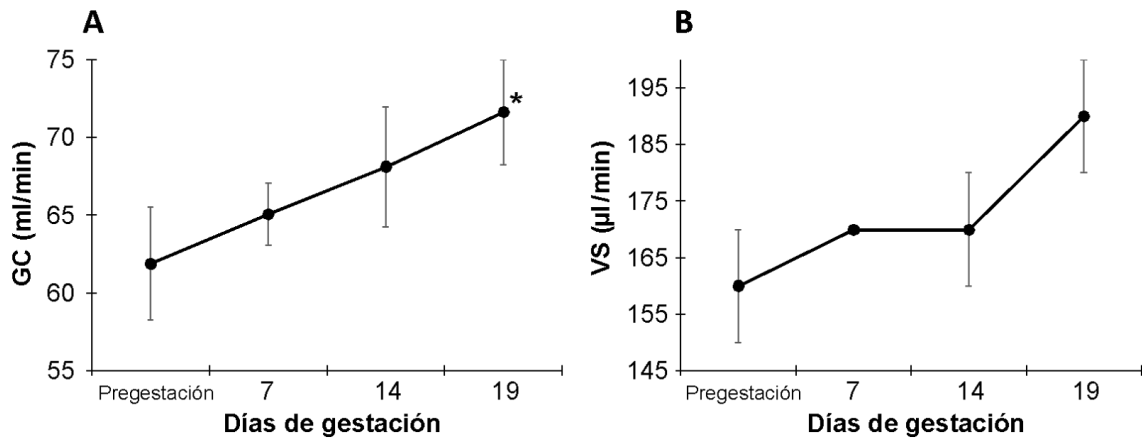 A
75
70
65
60
55
GC (ml/min)
*
Pregestación 7 14 19
Días de gestación
B
195
185
175
165
155
145
VS (µl/min)
Pregestación 7 14 19
Días de gestación